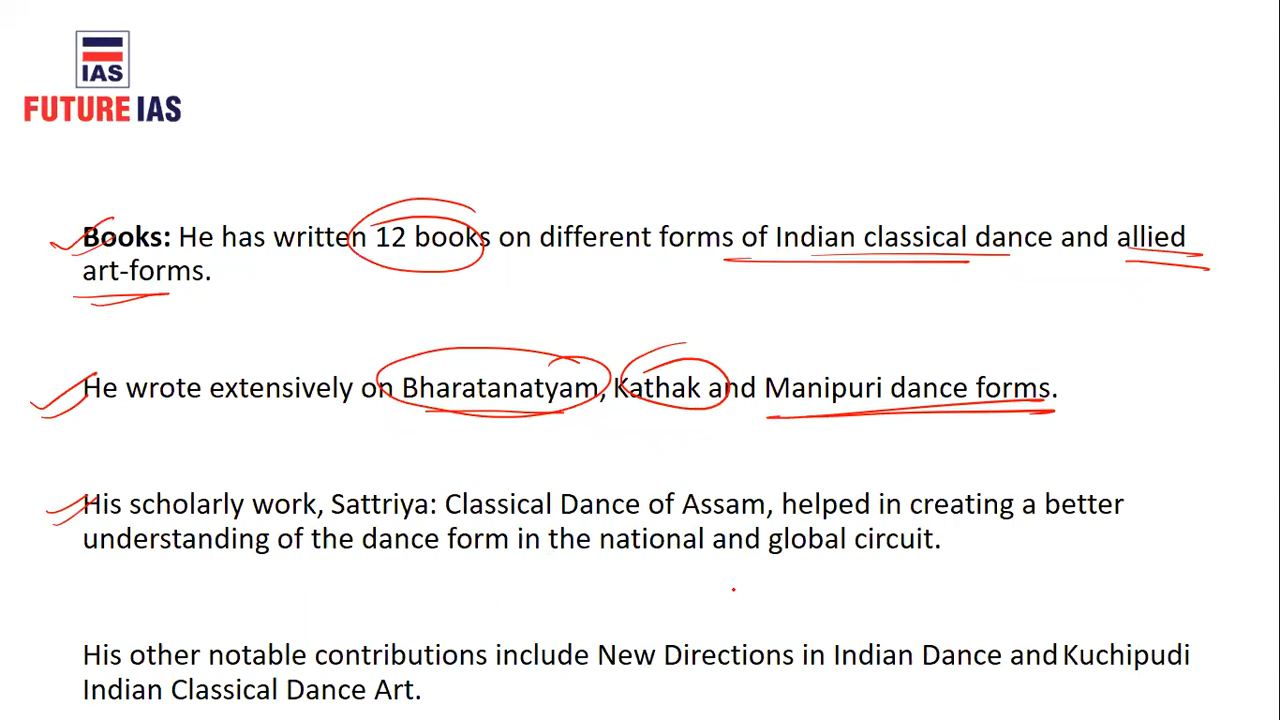 IAS
FUTURE IAS
Books: He has written 12 books on different forms of Indian classical dance and allied
art-forms.
He wrote extensively on Bharatanatyam, Kathak and Manipuri dance forms.
His scholarly work, Sattriya: Classical Dance of Assam, helped in creating a better
understanding of the dance form in the national and global circuit.
His other notable contributions include New Directions in Indian Dance and Kuchipudi
Indian Classical Dance Art.